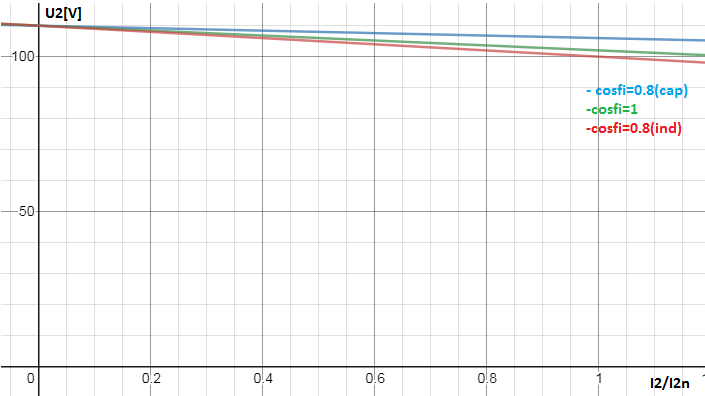 U2[V]
100
- cosfi=0.8(cap)
-cosfi=1
-cosfi=0.8(ind)
50
0
0.2
0.4
0.6
0.8
1
I2/I2n